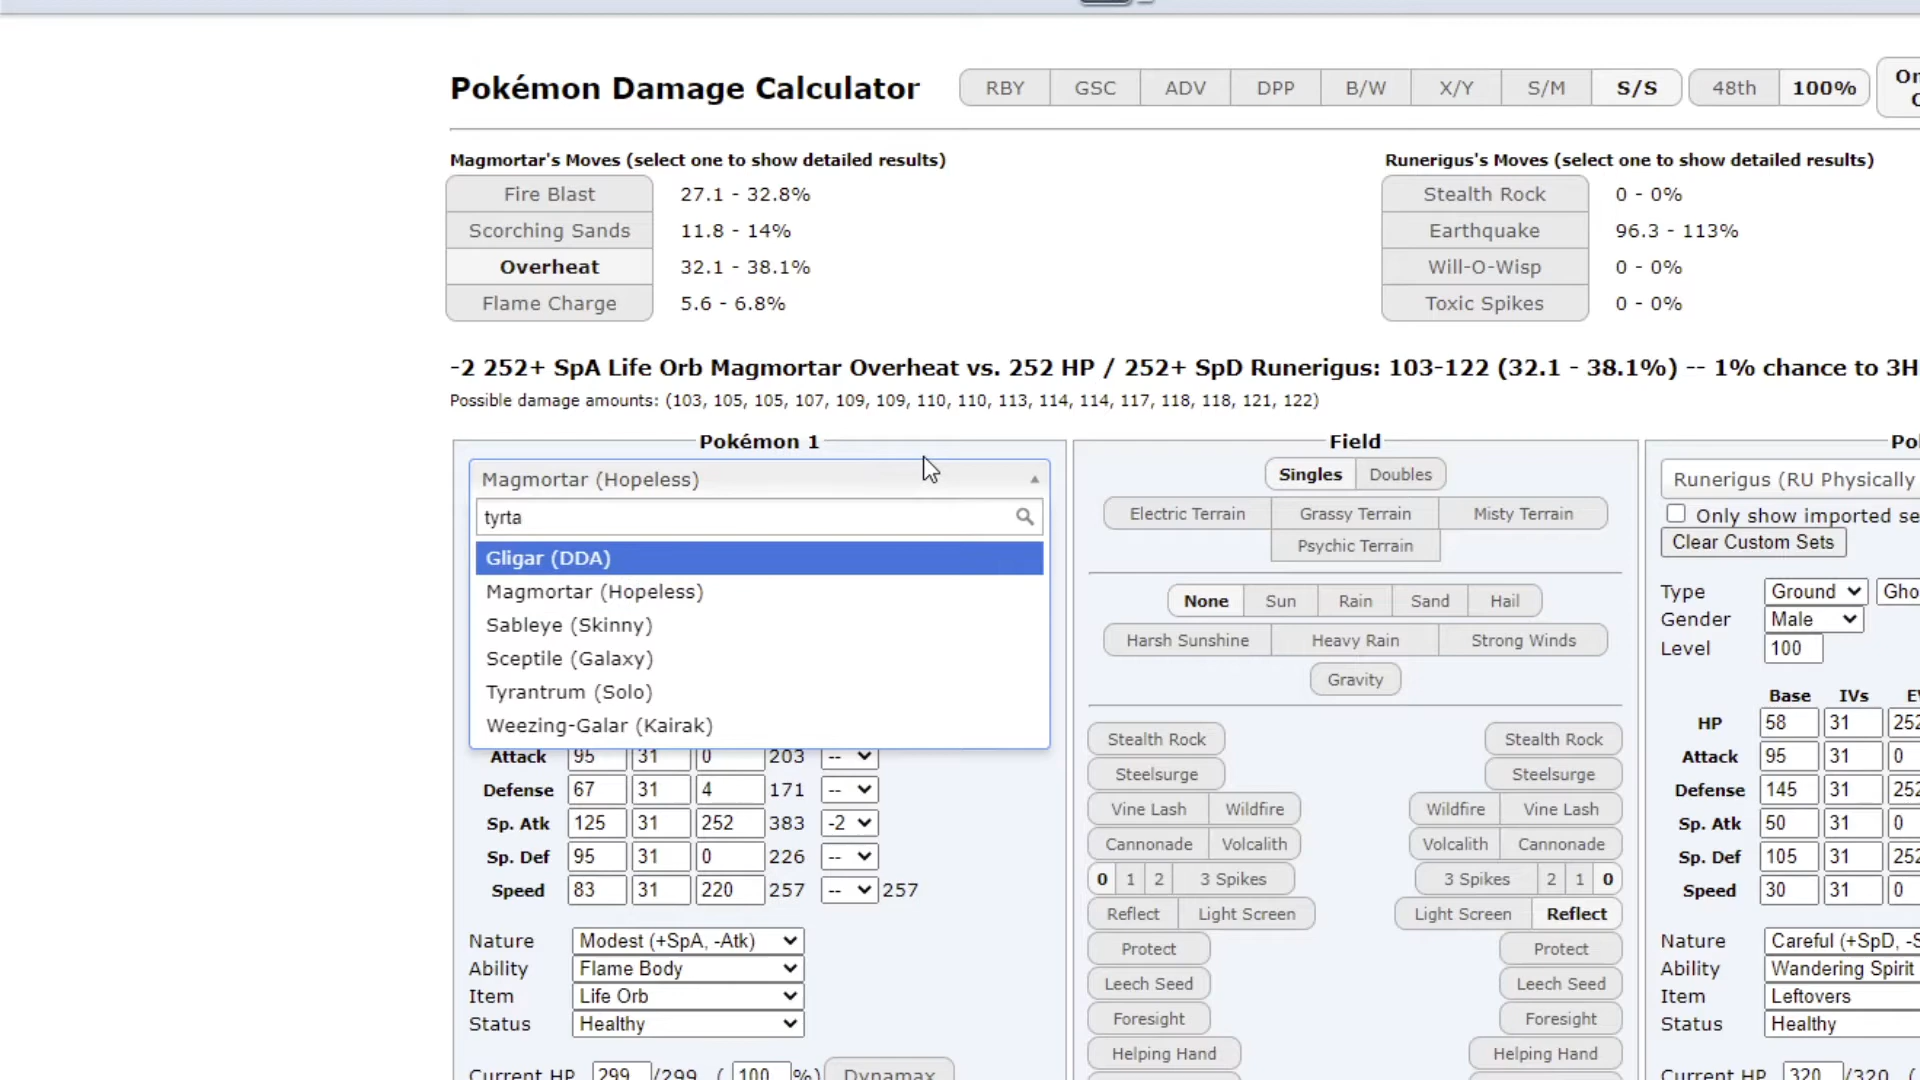 Pokémon Damage Calculator RBY GSC ADV DPP B/W X/Y S/M S/S 48th 100%
Magmortar's Moves (select one to show detailed results) Runerigus's Moves (select one to show detailed results)
Fire Blast 27.1 - 32.8% Stealth Rock 0 - 0%
Scorching Sands 11.8 - 14% Earthquake 96.3 - 113%
Overheat 32.1 - 38.1% Will-O-Wisp 0 - 0%
Flame Charge 5.6 - 6.8% Toxic Spikes 0 - 0%
-2 252+ SpA Life Orb Magmortar Overheat vs. 252 HP / 252+ SpD Runerigus: 103-122 (32.1 - 38.1%) -- 1% chance to 3H
Possible damage amounts: (103, 105, 105, 107, 109, 109, 110, 110, 113, 114, 114, 117, 118, 118, 121, 122)
Pokémon 1
Magmortar (Hopeless)
tyrta
Gligar (DDA)
Magmortar (Hopeless)
Sableye (Skinny)
Sceptile (Galaxy)
Tyrantrum (Solo)
Weezing-Galar (Kairak)
Attack 95 31 0 203 --
Defense 67 31 4 171 --
Sp. Atk 125 31 252 383 -2
Sp. Def 95 31 0 226 --
Speed 83 31 220 257 -- 257
Nature Modest (+SpA, -Atk)
Ability Flame Body
Item Life Orb
Status Healthy
Current HP 299 /299 ( 100 %) Dynamax
Field
Singles Doubles
Electric Terrain Grassy Terrain Misty Terrain
Psychic Terrain
None Sun Rain Sand Hail
Harsh Sunshine Heavy Rain Strong Winds
Gravity
Stealth Rock Stealth Rock
Steelsurge Steelsurge
Vine Lash Wildfire Wildfire Vine Lash
Cannonade Volcalith Volcalith Cannonade
0 1 2 3 Spikes 3 Spikes 2 1 0
Reflect Light Screen Light Screen Reflect
Protect Protect
Leech Seed Leech Seed
Foresight Foresight
Helping Hand Helping Hand
Runerigus (RU Physically
Only show imported se
Clear Custom Sets
Type Ground Gho
Gender Male
Level 100
Base IVs
HP 58 31 252
Attack 95 31 0
Defense 145 31 252
Sp. Atk 50 31 0
Sp. Def 105 31 252
Speed 30 31 0
Nature Careful (+SpD, -S
Ability Wandering Spirit
Item Leftovers
Status Healthy
Current HP 320 /320 (